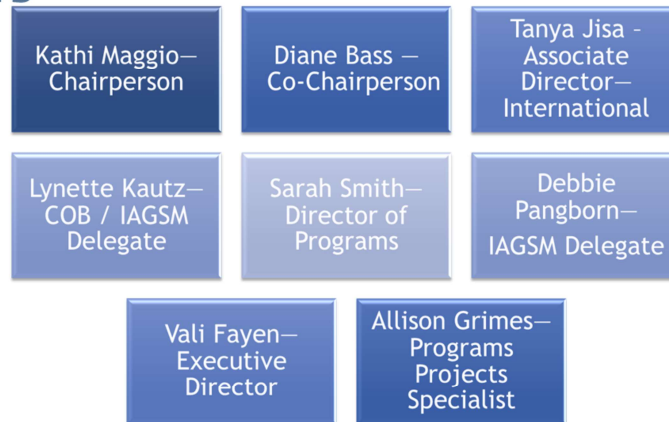 Kathi Maggio—
Chairperson
Diane Bass —
Co-Chairperson
Tanya Jisa –
Associate
Director—
International
Lynette Kautz—
COB / IAGSM
Delegate
Sarah Smith—
Director of
Programs
Debbie
Pangborn—
IAGSM Delegate
Vali Fayen—
Executive
Director
Allison Grimes—
Programs
Projects
Specialist